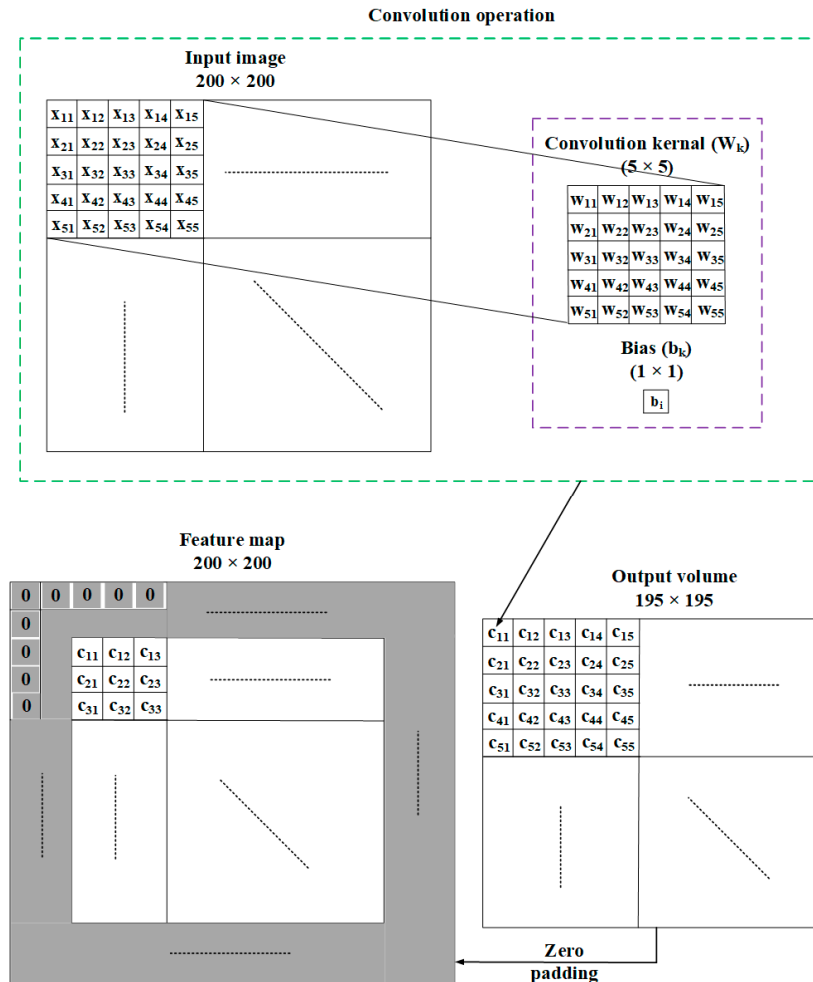 Convolution operation
Input image
200 × 200
x11 x12 x13 x14 x15
x21 x22 x23 x24 x25
x31 x32 x33 x34 x35
x41 x42 x43 x44 x45
x51 x52 x53 x54 x55
Convolution kernal (Wk)
(5 × 5)
w11 w12 w13 w14 w15
w21 w22 w23 w24 w25
w31 w32 w33 w34 w35
w41 w42 w43 w44 w45
w51 w52 w53 w54 w55
Bias (bk)
(1 × 1)
bi
Feature map
200 × 200
0 0 0 0 0
0
0 c11 c12 c13
0 c21 c22 c23
0 c31 c32 c33
Output volume
195 × 195
c11 c12 c13 c14 c15
c21 c22 c23 c24 c25
c31 c32 c33 c34 c35
c41 c42 c43 c44 c45
c51 c52 c53 c54 c55
Zero
padding